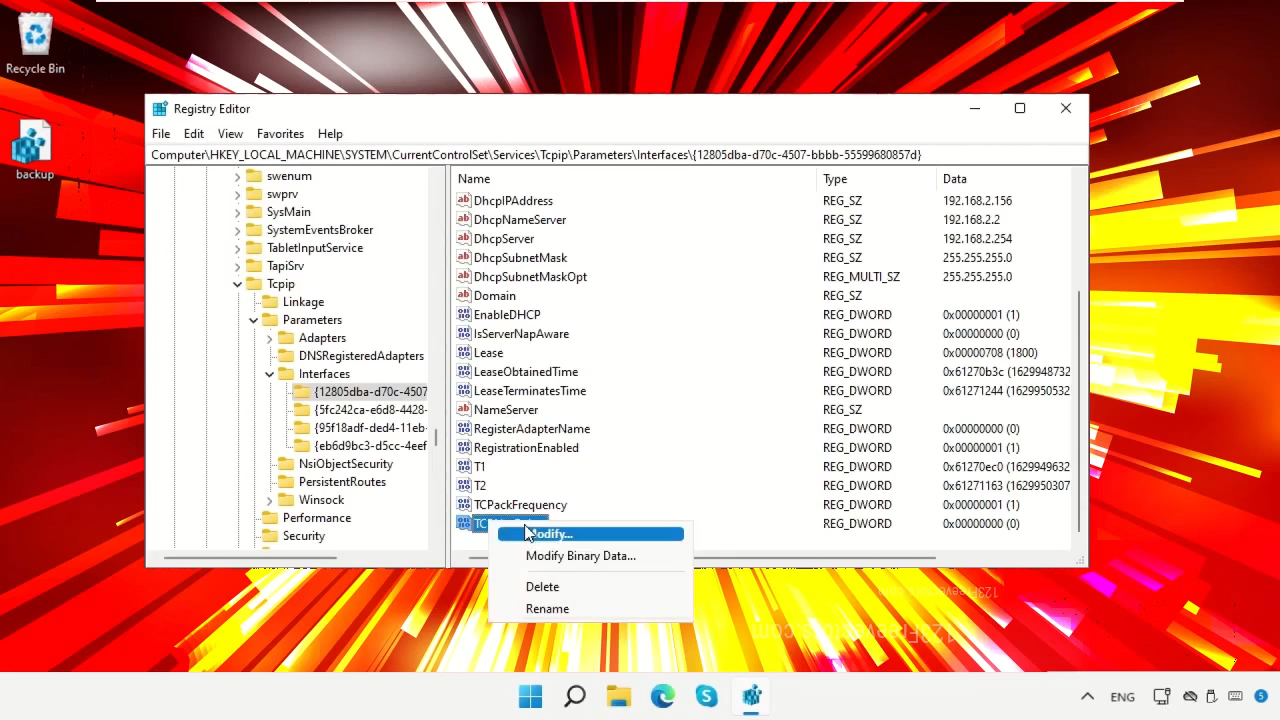 Recycle Bin
backup
Registry Editor
File Edit View Favorites Help
Computer\HKEY_LOCAL_MACHINE\SYSTEM\CurrentControlSet\Services\Tcpip\Parameters\Interfaces\{12805dba-d70c-4507-bbbb-55599680857d}
swenum
swprv
SysMain
SystemEventsBroker
TabletInputService
TapiSrv
Tcpip
Linkage
Parameters
Adapters
DNSRegisteredAdapters
Interfaces
{12805dba-d70c-4507
{5fc242ca-e6d8-4428-
{95f18adf-ded4-11eb-
{eb6d9bc3-d5cc-4eef
NsiObjectSecurity
PersistentRoutes
Winsock
Performance
Security
Name Type Data
DhcpIPAddress REG_SZ 192.168.2.156
DhcpNameServer REG_SZ 192.168.2.2
DhcpServer REG_SZ 192.168.2.254
DhcpSubnetMask REG_SZ 255.255.255.0
DhcpSubnetMaskOpt REG_MULTI_SZ 255.255.255.0
Domain REG_SZ
EnableDHCP REG_DWORD 0x00000001 (1)
IsServerNapAware REG_DWORD 0x00000000 (0)
Lease REG_DWORD 0x00000708 (1800)
LeaseObtainedTime REG_DWORD 0x61270b3c (1629948732
LeaseTerminatesTime REG_DWORD 0x61271244 (1629950532
NameServer REG_SZ
RegisterAdapterName REG_DWORD 0x00000000 (0)
RegistrationEnabled REG_DWORD 0x00000001 (1)
T1 REG_DWORD 0x61270ec0 (1629949632
T2 REG_DWORD 0x61271163 (1629950307
TCPackFrequency REG_DWORD 0x00000001 (1)
REG_DWORD 0x00000000 (0)
Modify...
Modify Binary Data...
Delete
Rename
123Freevectors.com
123Freevectors.com
ENG
5